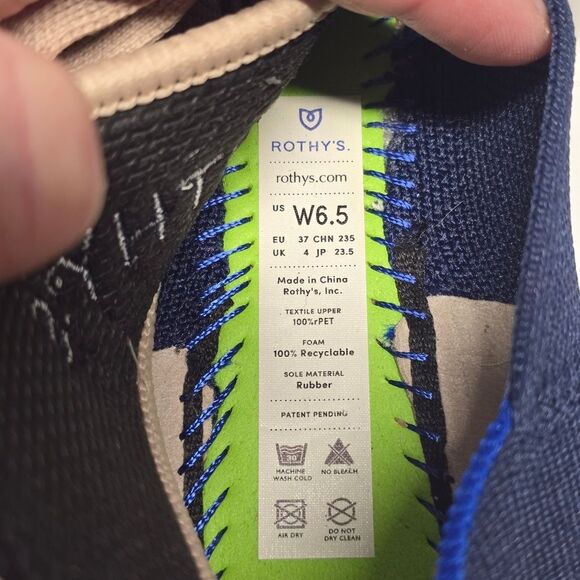 ROTHY'S.
rothys.com
US W6.5
EU 37 CHN 235
UK 4 JP 23.5
Made in China
Rothy's, Inc.
TEXTILE UPPER
100%rPET
FOAM
100% Recyclable
SOLE MATERIAL
Rubber
PATENT PENDING
30°
MACHINE WASH COLD
NO BLEACH
AIR DRY
DO NOT DRY CLEAN